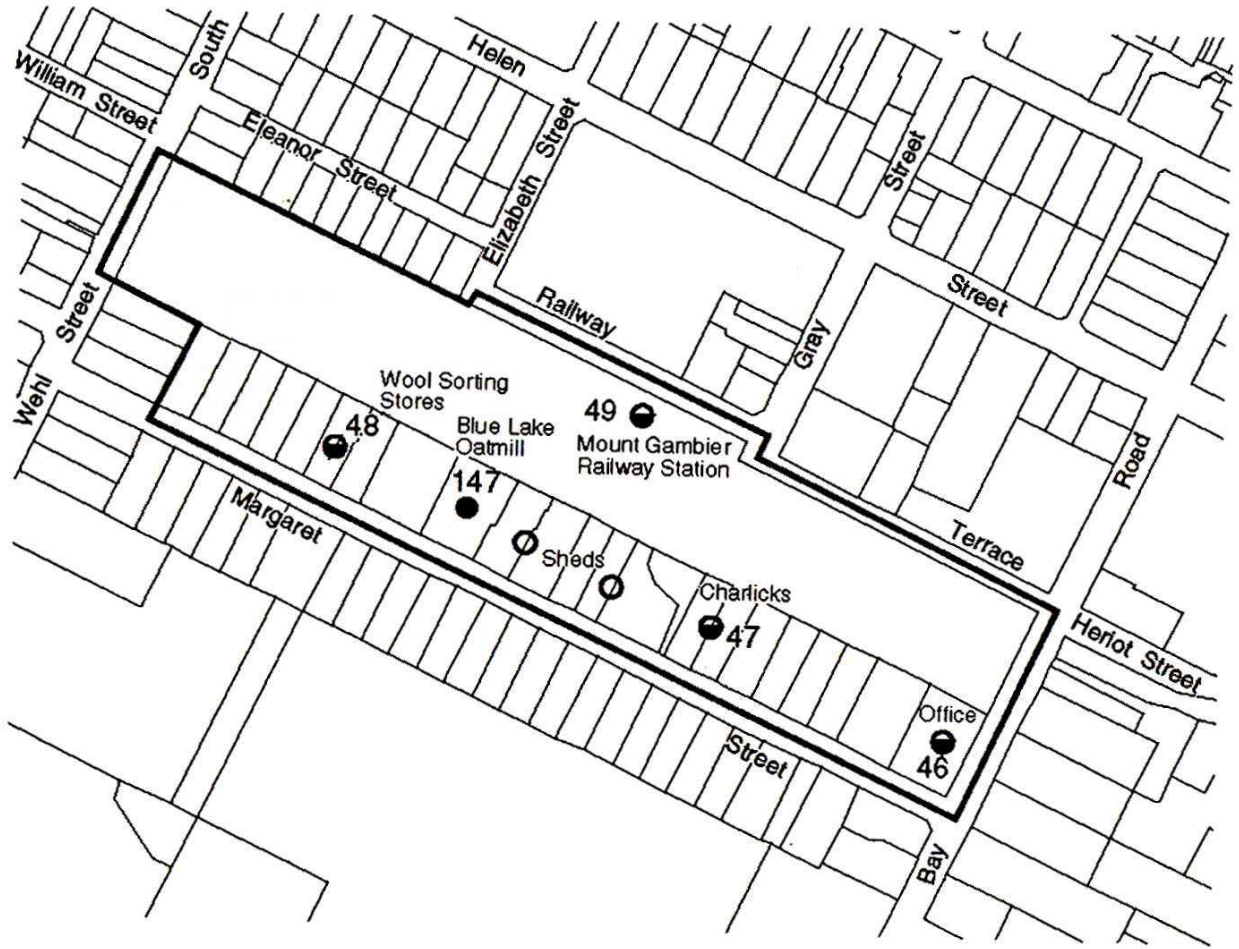 South
Helen
William Street
Eleanor Street
Elizabeth Street
Street
Street
Railway
Gray
Wehl Street
Wool Sorting
Stores
48
Blue Lake
Oatmill
147
49
Mount Gambier
Railway Station
Road
Margaret
Sheds
Terrace
Charlicks
47
Heriot Street
Office
46
Street
Bay